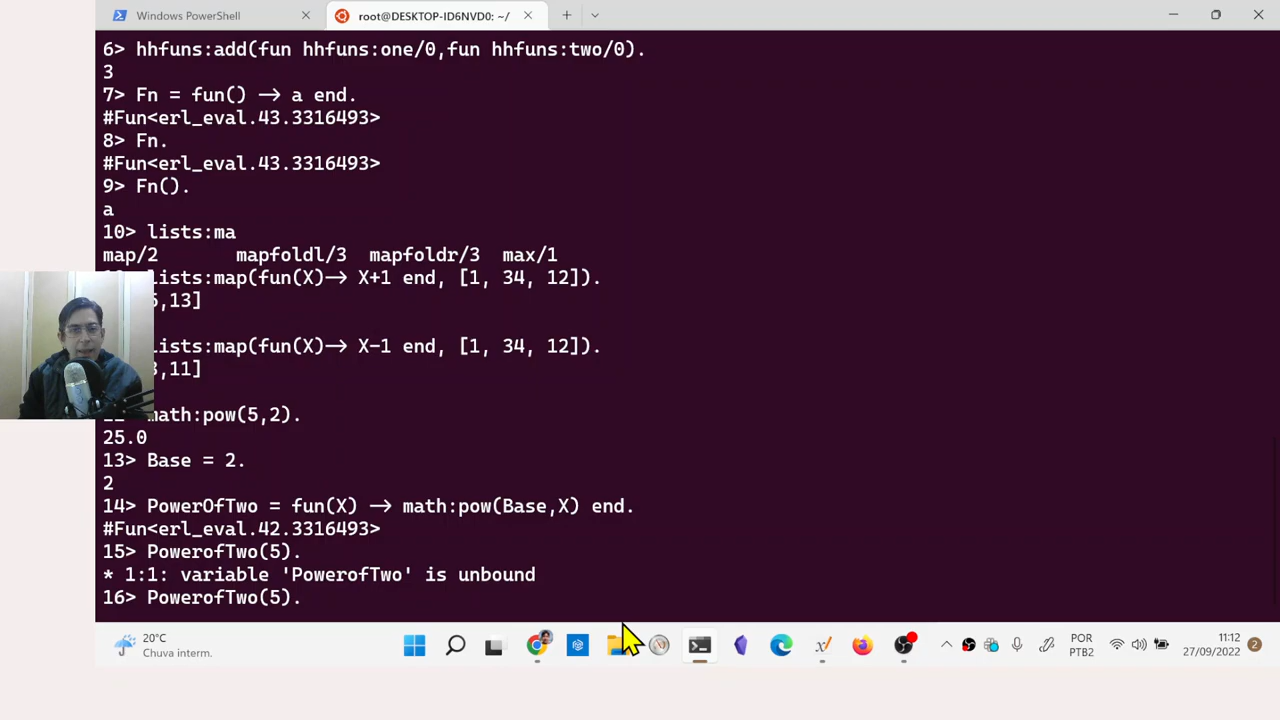 Windows PowerShell
root@DESKTOP-ID6NVD0: ~/
6> hhfuns:add(fun hhfuns:one/0,fun hhfuns:two/0).
3
7> Fn = fun() -> a end.
#Fun<erl_eval.43.3316493>
8> Fn.
#Fun<erl_eval.43.3316493>
9> Fn().
a
10> lists:ma
map/2 mapfoldl/3 mapfoldr/3 max/1
lists:map(fun(X)-> X+1 end, [1, 34, 12]).
,13]
lists:map(fun(X)-> X-1 end, [1, 34, 12]).
,11]
math:pow(5,2).
25.0
13> Base = 2.
2
14> PowerOfTwo = fun(X) -> math:pow(Base,X) end.
#Fun<erl_eval.42.3316493>
15> PowerofTwo(5).
* 1:1: variable 'PowerofTwo' is unbound
16> PowerofTwo(5).
20°C
Chuva interm.
POR
PTB2
11:12
27/09/2022
2